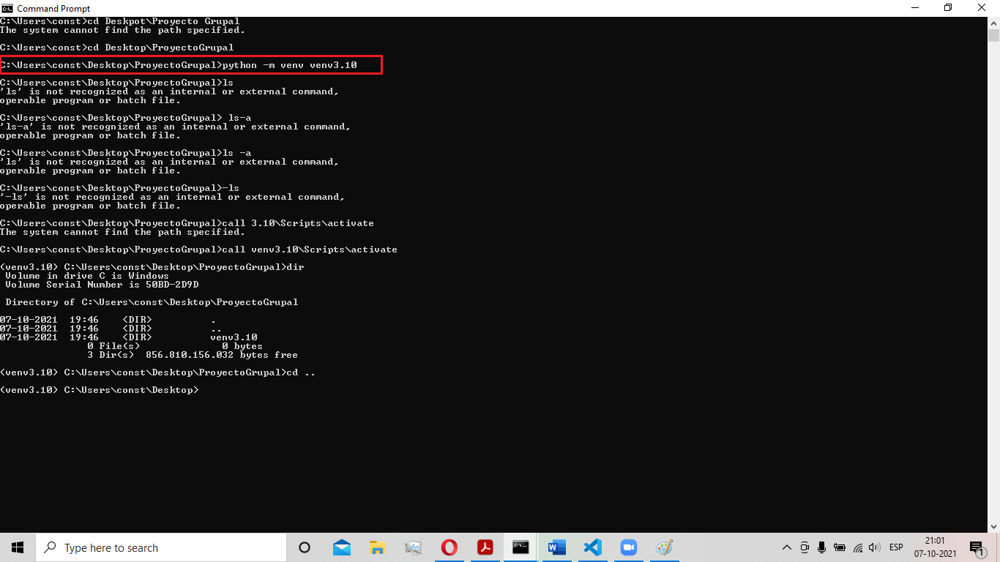 Command Prompt
C:\Users\const>cd Deskpot\Proyecto Grupal
The system cannot find the path specified.
C:\Users\const>cd Desktop\ProyectoGrupal
C:\Users\const\Desktop\ProyectoGrupal>python -m venv venv3.10
C:\Users\const\Desktop\ProyectoGrupal>ls
'ls' is not recognized as an internal or external command,
operable program or batch file.
C:\Users\const\Desktop\ProyectoGrupal> ls-a
'ls-a' is not recognized as an internal or external command,
operable program or batch file.
C:\Users\const\Desktop\ProyectoGrupal>ls -a
'ls' is not recognized as an internal or external command,
operable program or batch file.
C:\Users\const\Desktop\ProyectoGrupal>-ls
'-ls' is not recognized as an internal or external command,
operable program or batch file.
C:\Users\const\Desktop\ProyectoGrupal>call 3.10\Scripts\activate
The system cannot find the path specified.
C:\Users\const\Desktop\ProyectoGrupal>call venv3.10\Scripts\activate
(venv3.10) C:\Users\const\Desktop\ProyectoGrupal>dir
Volume in drive C is Windows
Volume Serial Number is 50BD-2D9D
Directory of C:\Users\const\Desktop\ProyectoGrupal
07-10-2021 19:46 <DIR> .
07-10-2021 19:46 <DIR> ..
07-10-2021 19:46 <DIR> venv3.10
0 File(s) 0 bytes
3 Dir(s) 856.810.156.032 bytes free
(venv3.10) C:\Users\const\Desktop\ProyectoGrupal>cd ..
(venv3.10) C:\Users\const\Desktop>
Type here to search
ESP
21:01
07-10-2021
1